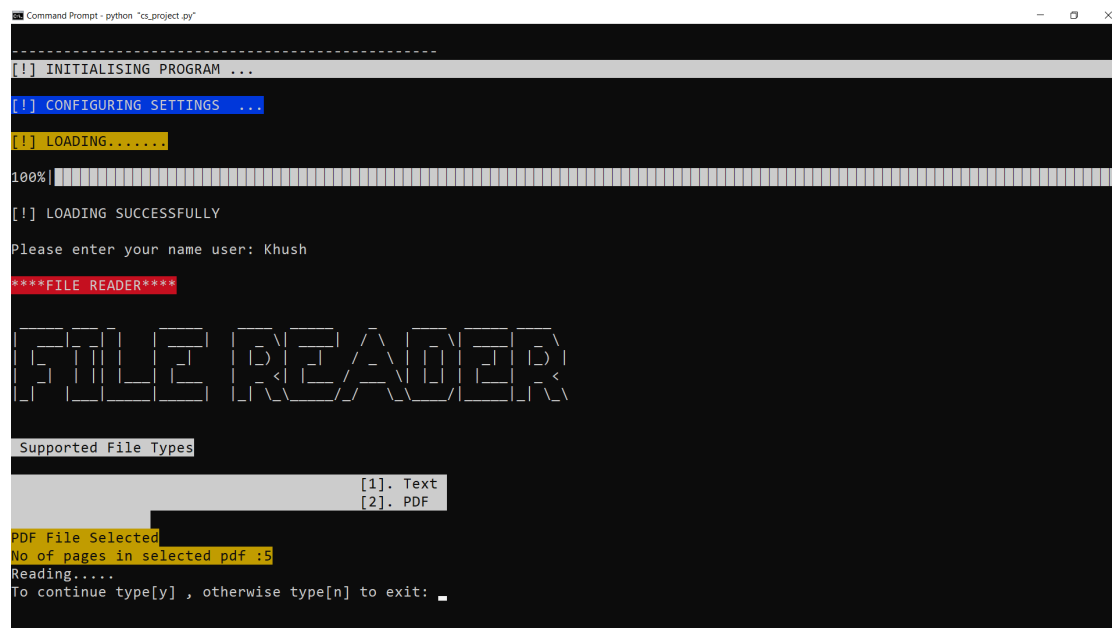 Command Prompt - python "cs_project .py"
------------------------------------------------
[!] INITIALISING PROGRAM ...
[!] CONFIGURING SETTINGS  ...
[!] LOADING.......
100%|
[!] LOADING SUCCESSFULLY
Please enter your name user: Khush
****FILE READER****
FILE READER
Supported File Types
[1]. Text
[2]. PDF
PDF File Selected
No of pages in selected pdf :5
Reading.....
To continue type[y] , otherwise type[n] to exit: